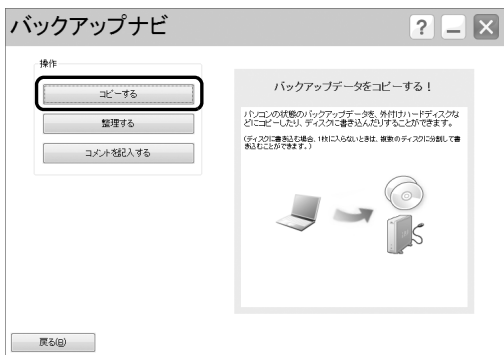 バックアップナビ
?
操作
コピーする
整理する
コメントを記入する
バックアップデータをコピーする！
パソコンの状態のバックアップデータを、外付けハードディスクな
どにコピーしたり、ディスクに書き込んだりすることができます。
(ディスクに書き込む場合、1枚に入らないときは、複数のディスクに分割して書
き込むことができます。)
戻る(B)